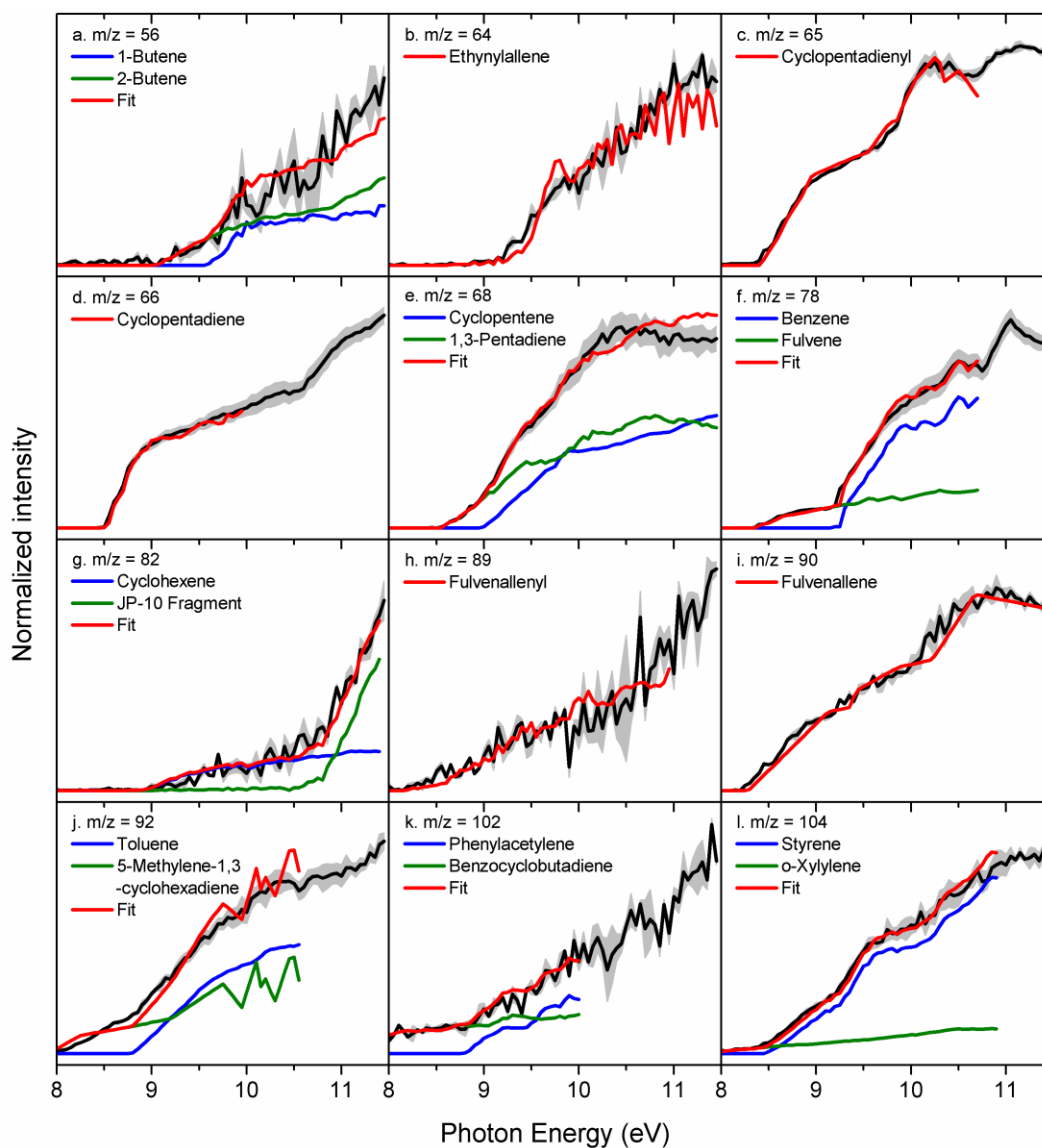 a. m/z = 56
1-Butene
2-Butene
Fit
b. m/z = 64
Ethynylallene
c. m/z = 65
Cyclopentadienyl
d. m/z = 66
Cyclopentadiene
e. m/z = 68
Cyclopentene
1,3-Pentadiene
Fit
f. m/z = 78
Benzene
Fulvene
Fit
g. m/z = 82
Cyclohexene
JP-10 Fragment
Fit
h. m/z = 89
Fulvenallenyl
i. m/z = 90
Fulvenallene
j. m/z = 92
Toluene
5-Methylene-1,3
-cyclohexadiene
Fit
k. m/z = 102
Phenylacetylene
Benzocyclobutadiene
Fit
l. m/z = 104
Styrene
o-Xylylene
Fit
Normalized intensity
8 9 10 11 8 9 10 11 8 9 10 11
Photon Energy (eV)